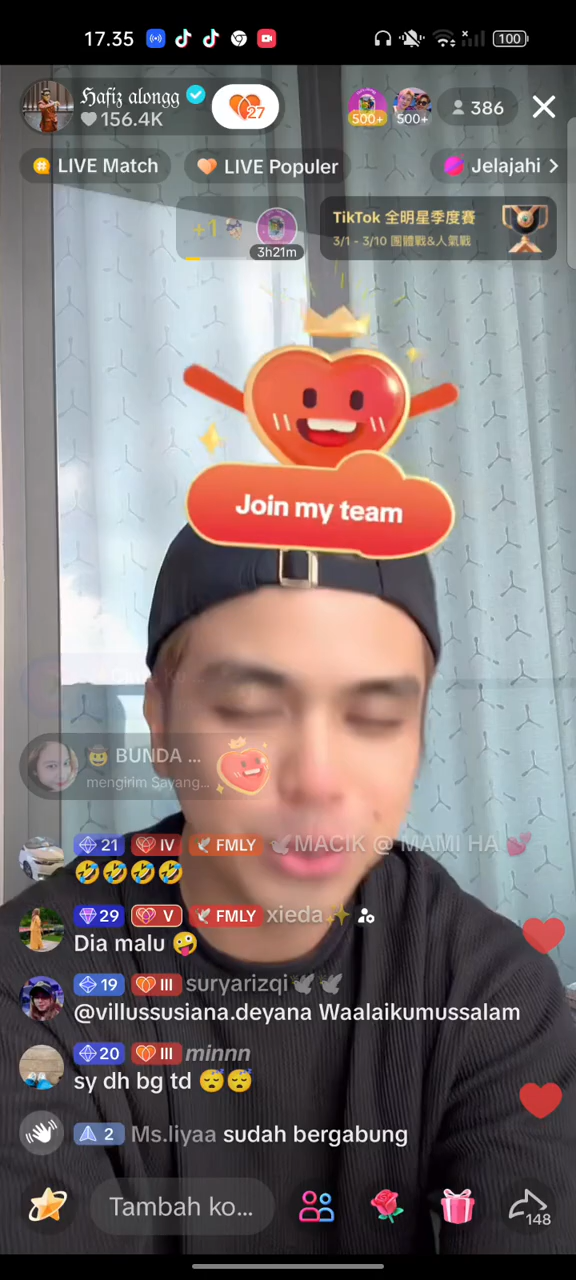 17.35
100
Hafiz alongg
156.4K
27
500+
500+
386
LIVE Match
LIVE Populer
Jelajahi
+1
3h21m
TikTok 全明星季度賽
3/1 - 3/10 團體戰&人氣戰
Join my team
BUNDA ...
mengirim Sayang...
21 IV FMLY MACIK @ MAMI HA
29 V FMLY xieda
Dia malu
19 III suryarizqi
@villussusiana.deyana Waalaikumussalam
20 III minnn
sy dh bg td
2 Ms.liyaa sudah bergabung
Tambah ko...
148